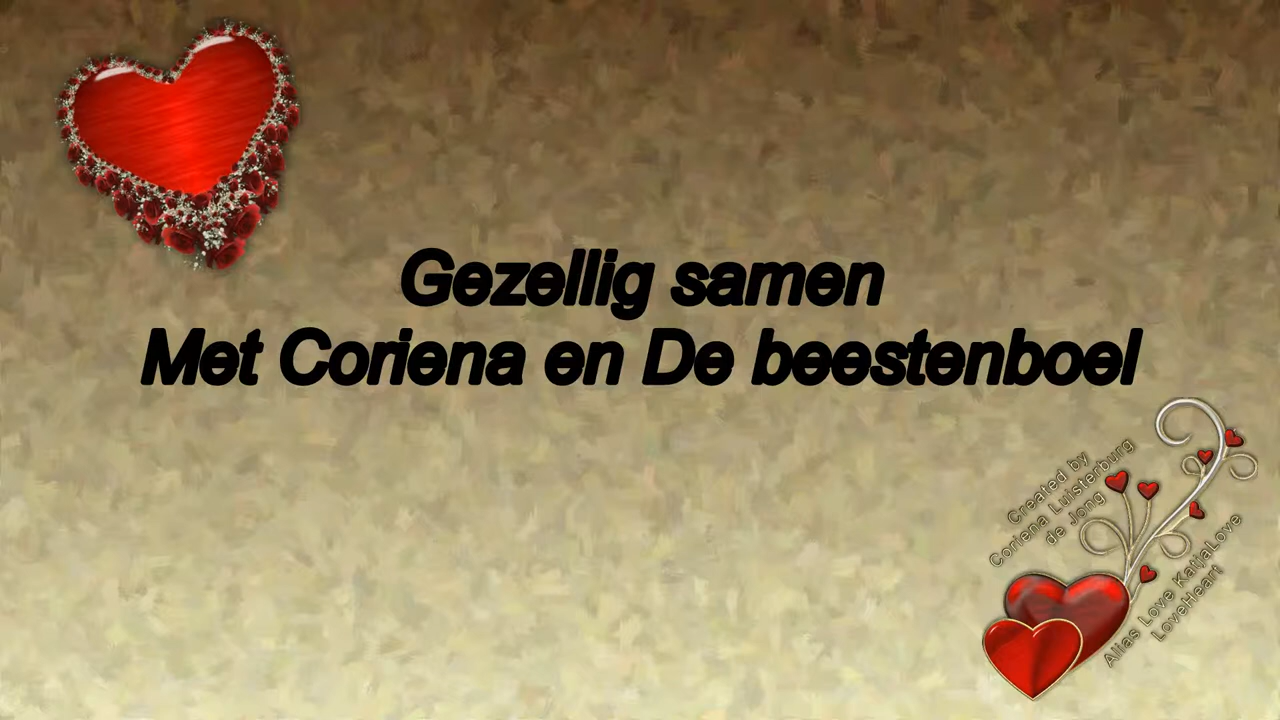 Gezellig samen
Met Coriena en De beestenboel
Created by
Coriena Luisterburg
de Jong
Alias Love KatjaLove
LoveHeart